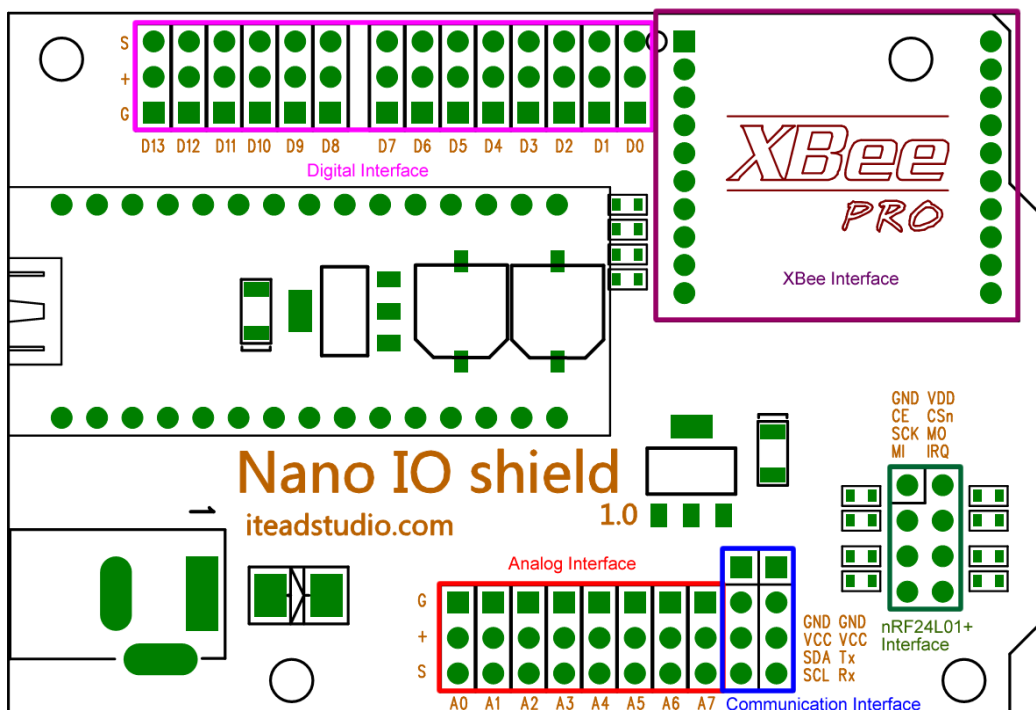 S
+
G
D13 D12 D11 D10 D9 D8 D7 D6 D5 D4 D3 D2 D1 D0
Digital Interface
XBee
PRO
XBee Interface
GND VDD
CE CSn
SCK MO
MI IRQ
Nano IO shield
iteadstudio.com
1.0
1
nRF24L01+
Interface
Analog Interface
G
+
S
A0 A1 A2 A3 A4 A5 A6 A7
GND GND
VCC VCC
SDA Tx
SCL Rx
Communication Interface